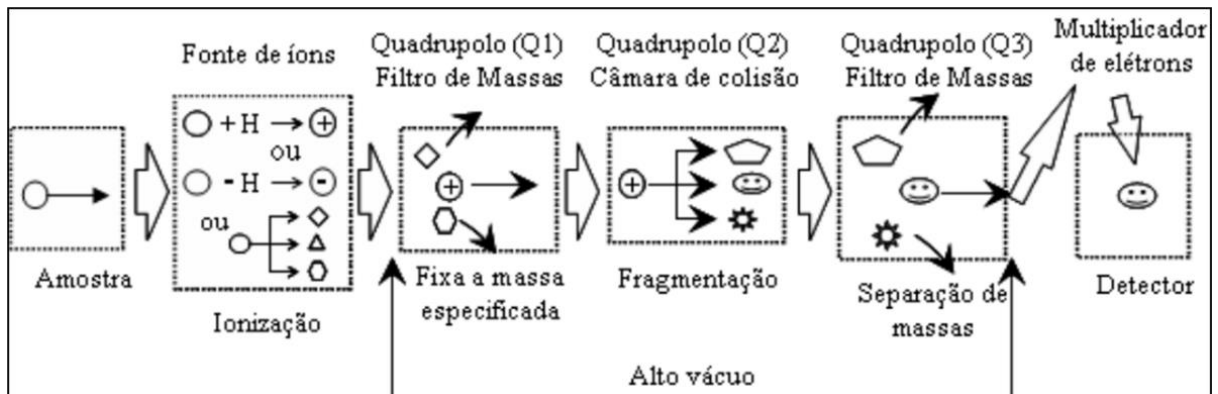 Fonte de íons
Quadrupolo (Q1)
Filtro de Massas
Quadrupolo (Q2)
Câmara de colisão
Quadrupolo (Q3)
Filtro de Massas
Multiplicador
de elétrons
+ H → +
ou
- H → -
ou
+
+
Amostra
Ionização
Fixa a massa
especificada
Fragmentação
Separação de
massas
Detector
Alto vácuo